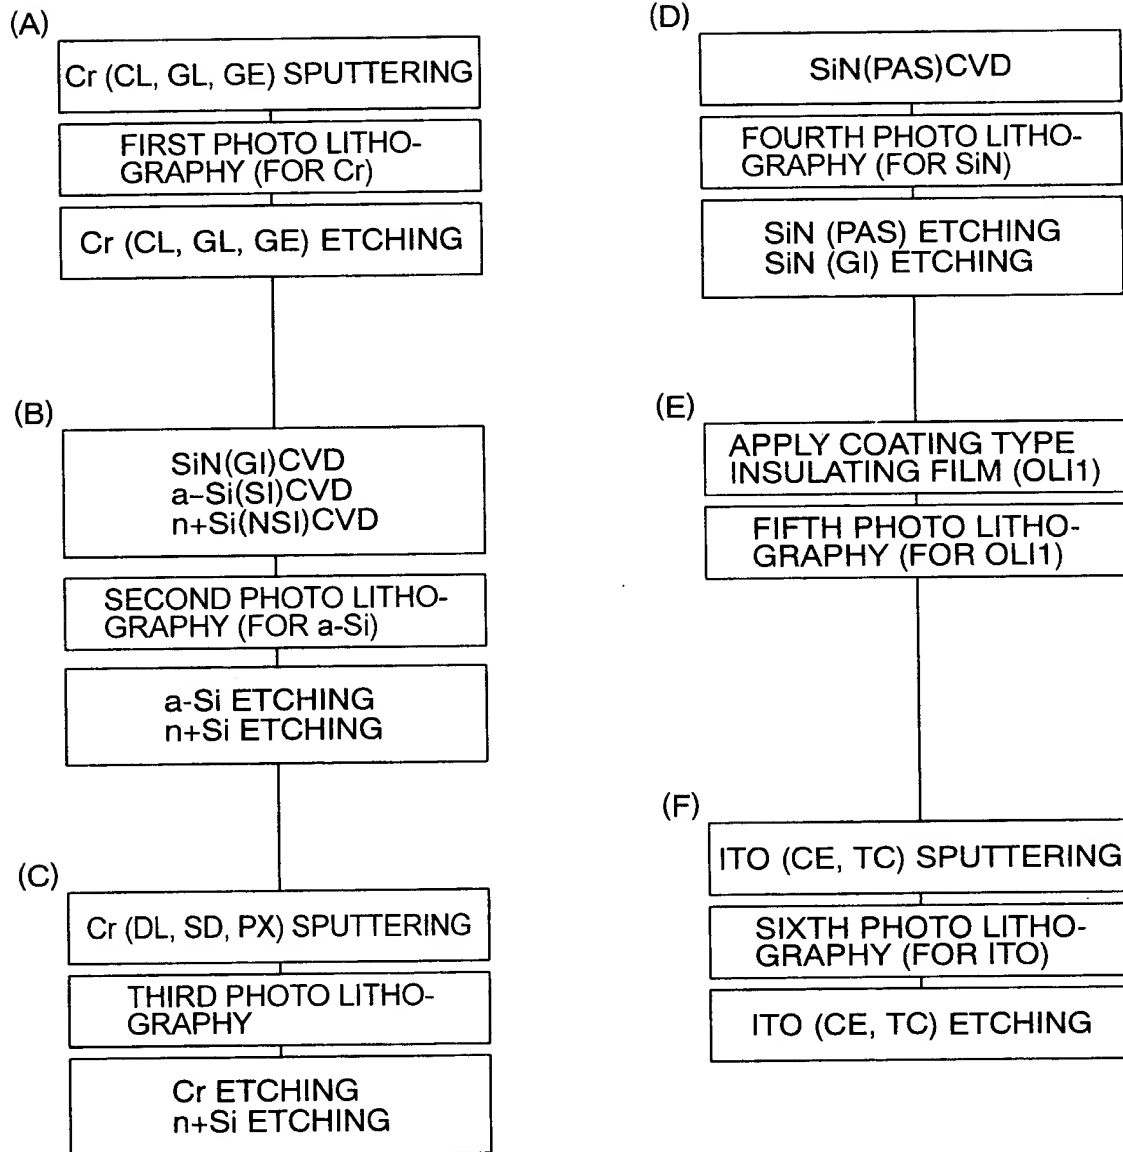 (A)
Cr (CL, GL, GE) SPUTTERING
FIRST PHOTO LITHO-
GRAPHY (FOR Cr)
Cr (CL, GL, GE) ETCHING
(B)
SiN(GI)CVD
a-Si(SI)CVD
n+Si(NSI)CVD
SECOND PHOTO LITHO-
GRAPHY (FOR a-Si)
a-Si ETCHING
n+Si ETCHING
(C)
Cr (DL, SD, PX) SPUTTERING
THIRD PHOTO LITHO-
GRAPHY
Cr ETCHING
n+Si ETCHING
(D)
SiN(PAS)CVD
FOURTH PHOTO LITHO-
GRAPHY (FOR SiN)
SiN (PAS) ETCHING
SiN (GI) ETCHING
(E)
APPLY COATING TYPE
INSULATING FILM (OLI1)
FIFTH PHOTO LITHO-
GRAPHY (FOR OLI1)
(F)
ITO (CE, TC) SPUTTERING
SIXTH PHOTO LITHO-
GRAPHY (FOR ITO)
ITO (CE, TC) ETCHING